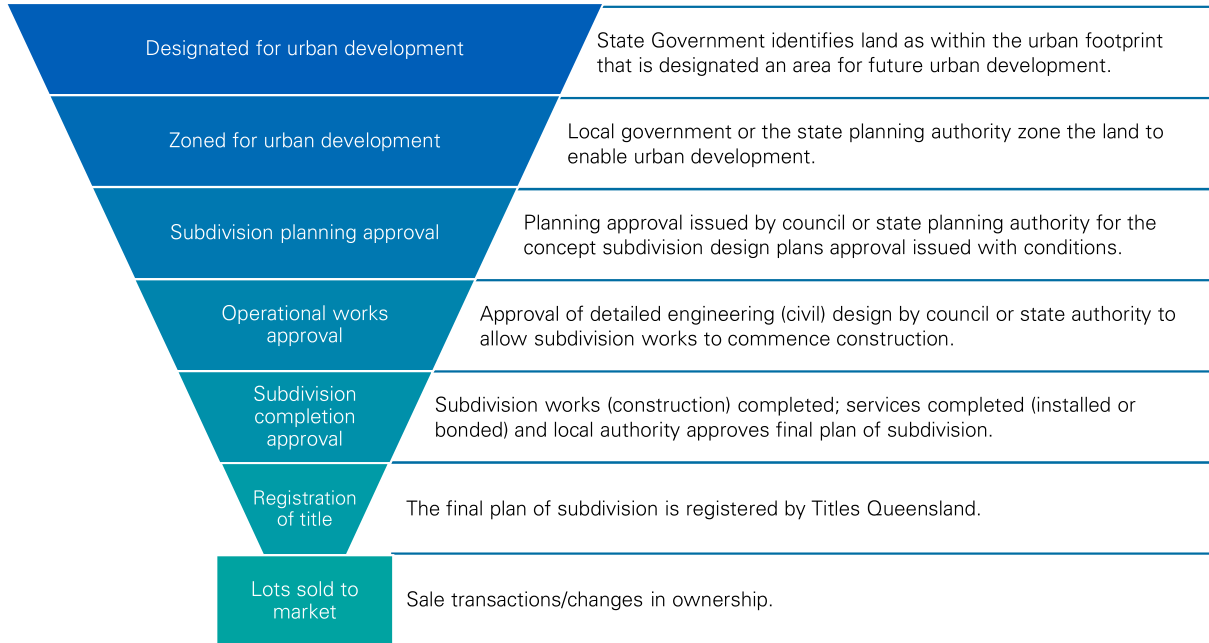 Designated for urban development
State Government identifies land as within the urban footprint
that is designated an area for future urban development.
Zoned for urban development
Local government or the state planning authority zone the land to
enable urban development.
Subdivision planning approval
Planning approval issued by council or state planning authority for the
concept subdivision design plans approval issued with conditions.
Operational works
approval
Approval of detailed engineering (civil) design by council or state authority to
allow subdivision works to commence construction.
Subdivision
completion
approval
Subdivision works (construction) completed; services completed (installed or
bonded) and local authority approves final plan of subdivision.
Registration
of title
The final plan of subdivision is registered by Titles Queensland.
Lots sold to
market
Sale transactions/changes in ownership.